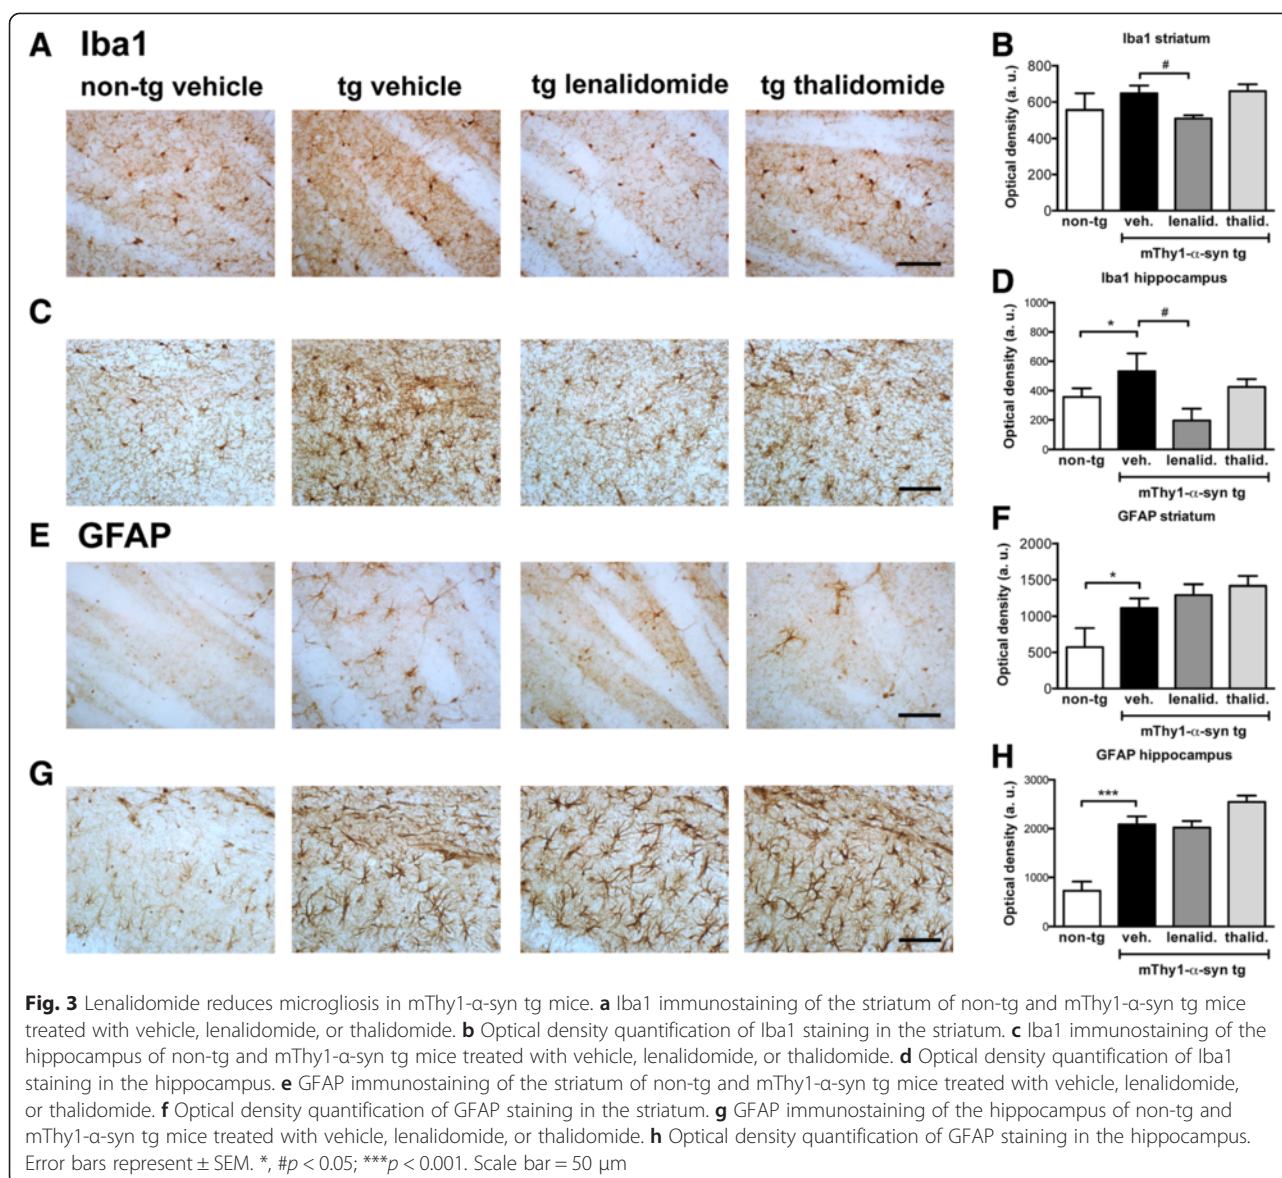 A Iba1
non-tg vehicle tg vehicle tg lenalidomide tg thalidomide
B Iba1 striatum
Optical density (a. u.)
800
600
400
200
0
#
non-tg veh. lenalid. thalid.
mThy1-α-syn tg
C
D Iba1 hippocampus
Optical density (a. u.)
1000
800
600
400
200
0
* #
non-tg veh. lenalid. thalid.
mThy1-α-syn tg
E GFAP
F GFAP striatum
Optical density (a. u.)
2000
1500
1000
500
0
*
non-tg veh. lenalid. thalid.
mThy1-α-syn tg
G
H GFAP hippocampus
Optical density (a. u.)
3000
2000
1000
0
***
non-tg veh. lenalid. thalid.
mThy1-α-syn tg
Fig. 3 Lenalidomide reduces microgliosis in mThy1-α-syn tg mice. a Iba1 immunostaining of the striatum of non-tg and mThy1-α-syn tg mice
treated with vehicle, lenalidomide, or thalidomide. b Optical density quantification of Iba1 staining in the striatum. c Iba1 immunostaining of the
hippocampus of non-tg and mThy1-α-syn tg mice treated with vehicle, lenalidomide, or thalidomide. d Optical density quantification of Iba1
staining in the hippocampus. e GFAP immunostaining of the striatum of non-tg and mThy1-α-syn tg mice treated with vehicle, lenalidomide,
or thalidomide. f Optical density quantification of GFAP staining in the striatum. g GFAP immunostaining of the hippocampus of non-tg and
mThy1-α-syn tg mice treated with vehicle, lenalidomide, or thalidomide. h Optical density quantification of GFAP staining in the hippocampus.
Error bars represent ± SEM. *, #p < 0.05; ***p < 0.001. Scale bar = 50 μm